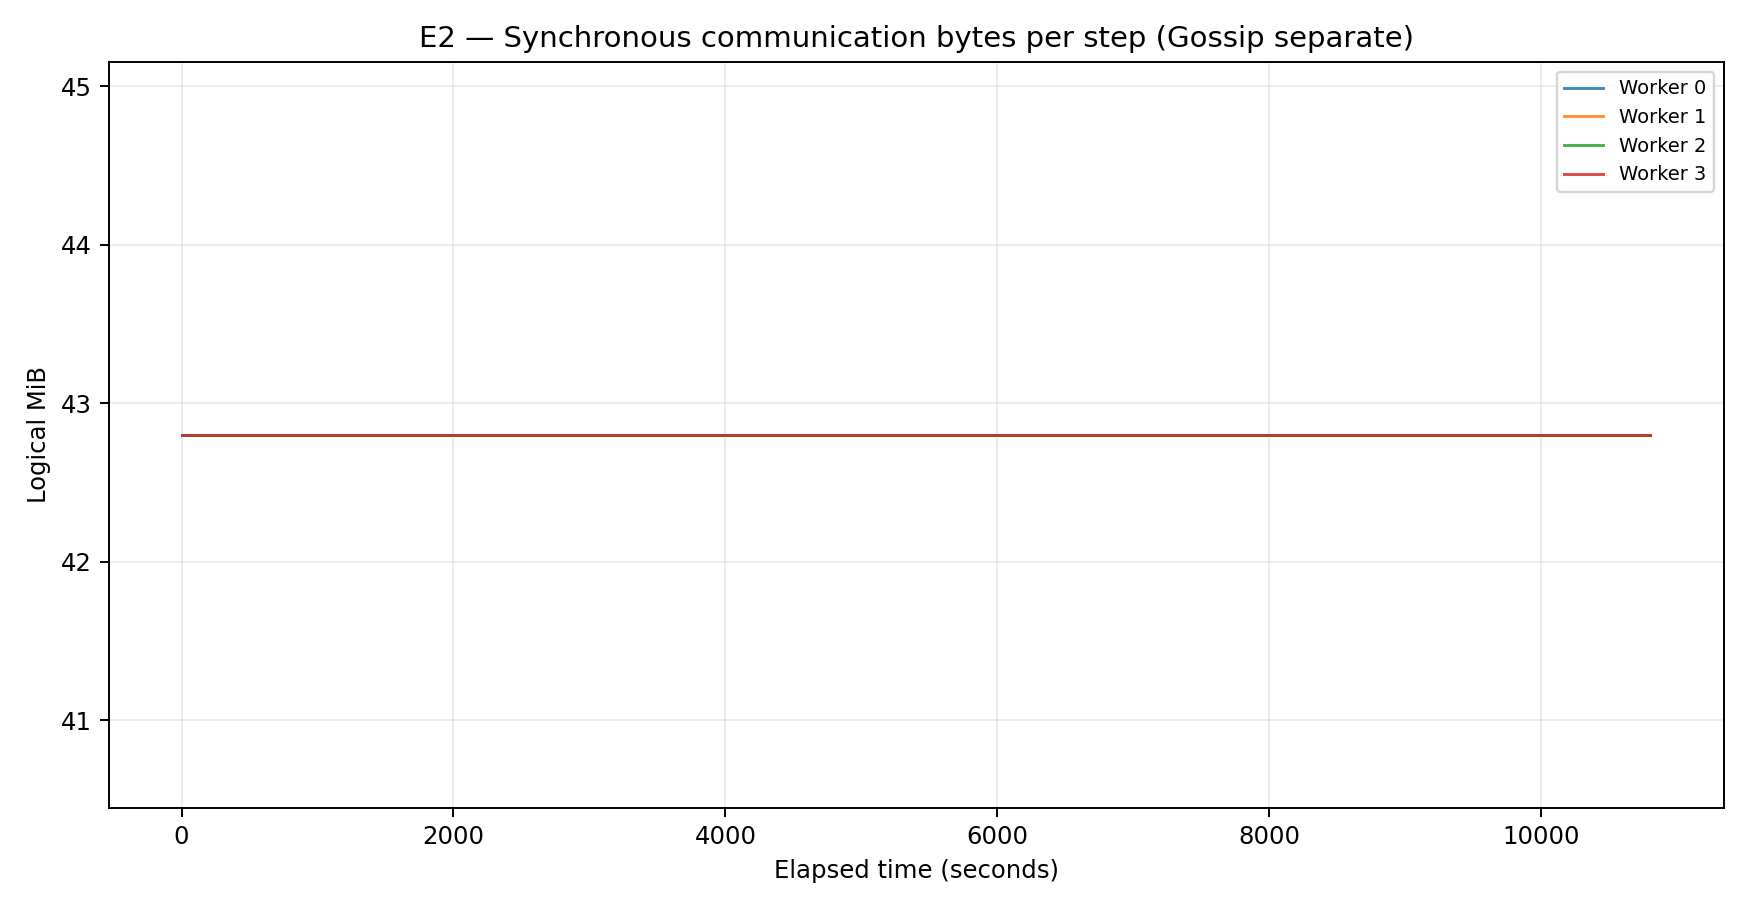 E2 — Synchronous communication bytes per step (Gossip separate)
Worker 0
Worker 1
Worker 2
Worker 3
45
44
43
42
41
Logical MiB
0 2000 4000 6000 8000 10000
Elapsed time (seconds)